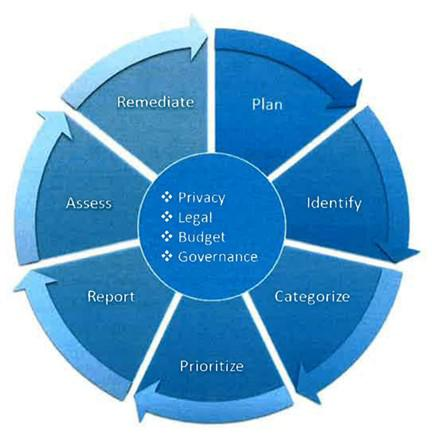 Remediate
Plan
Assess
Identify
❖ Privacy
❖ Legal
❖ Budget
❖ Governance
Report
Categorize
Prioritize